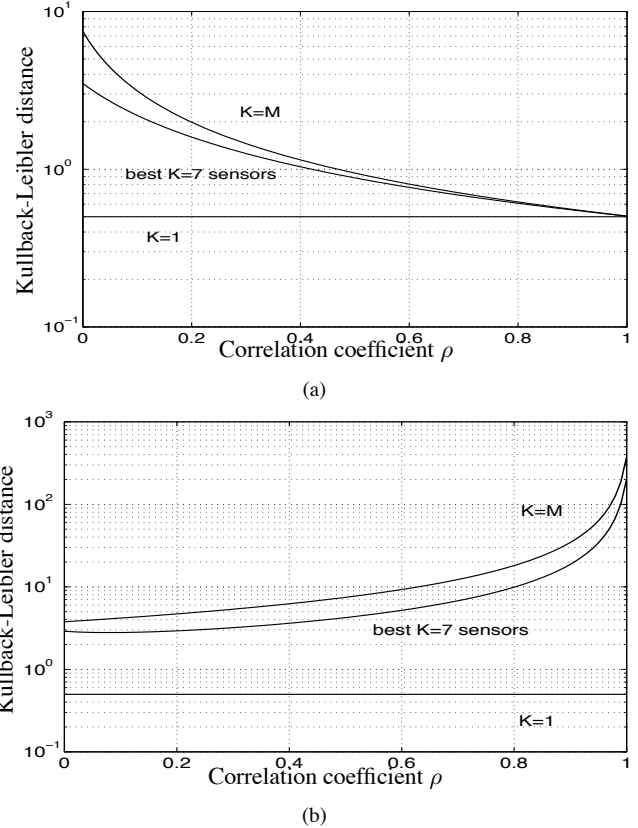 10^1
K=M
10^0
best K=7 sensors
K=1
10^-1
0 0.2 0.4 0.6 0.8 1
Kullback-Leibler distance
Correlation coefficient ρ
(a)
10^3
10^2
K=M
10^1
best K=7 sensors
10^0
K=1
10^-1
0 0.2 0.4 0.6 0.8 1
Kullback-Leibler distance
Correlation coefficient ρ
(b)